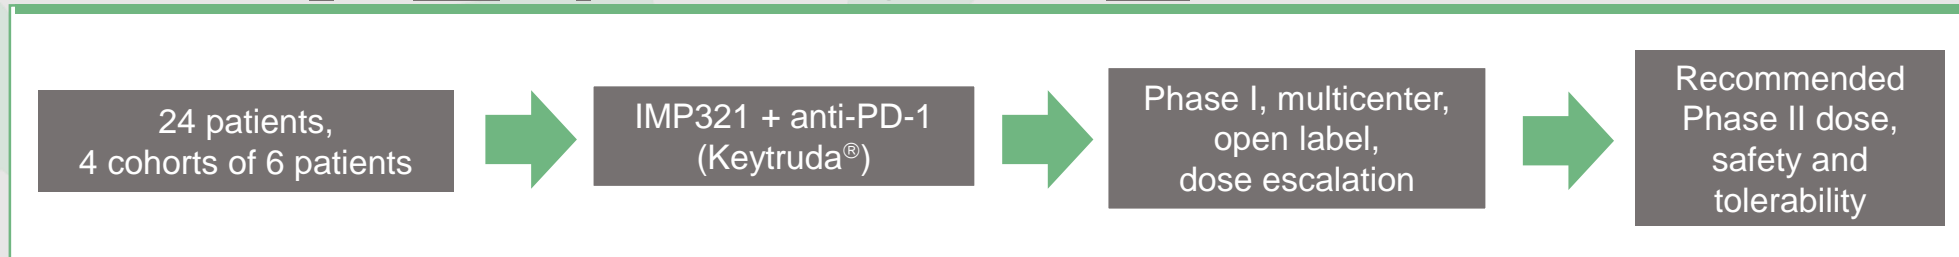 24 patients,
4 cohorts of 6 patients
IMP321 + anti-PD-1
(Keytruda®)
Phase I, multicenter,
open label,
dose escalation
Recommended
Phase II dose,
safety and
tolerability